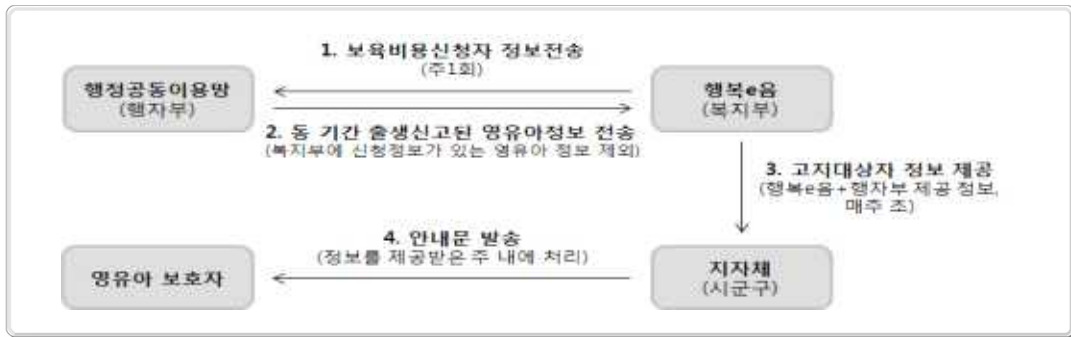 1. 보육비용신청자 정보전송
(주1회)
행정공동이용망
(행자부)
행복e음
(복지부)
2. 동 기간 출생신고된 영유아정보 전송
(복지부에 신청정보가 있는 영유아 정보 제외)
3. 고지대상자 정보 제공
(행복e음+행자부 제공 정보,
매주 초)
4. 안내문 발송
(정보를 제공받은 주 내에 처리)
영유아 보호자
지자체
(시군구)